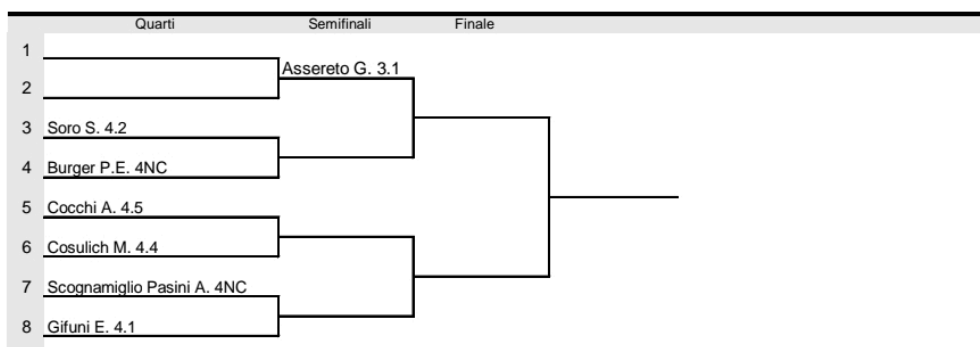 Quarti Semifinali Finale
1
Assereto G. 3.1
2
3 Soro S. 4.2
4 Burger P.E. 4NC
5 Cocchi A. 4.5
6 Cosulich M. 4.4
7 Scognamiglio Pasini A. 4NC
8 Gifuni E. 4.1